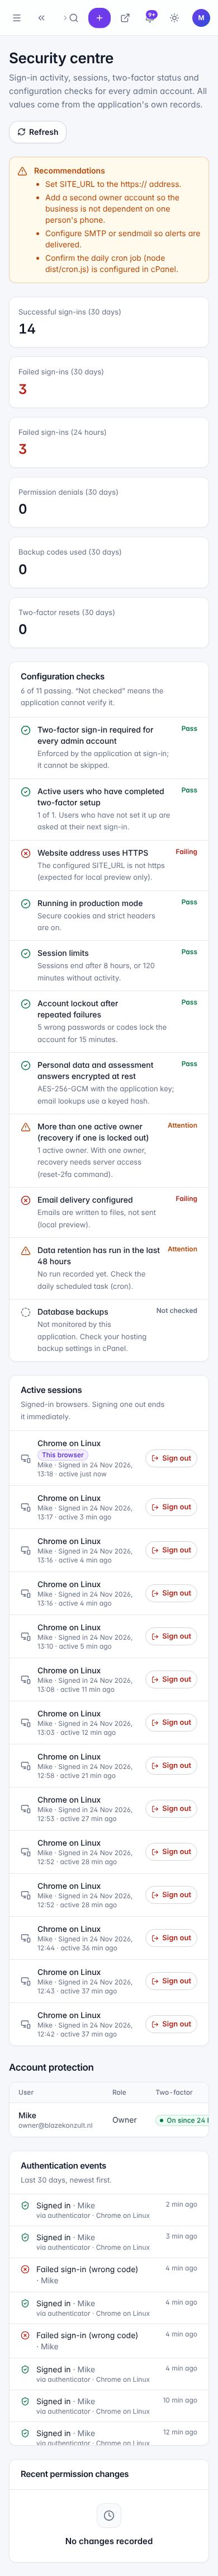 9+
M
Security centre
Sign-in activity, sessions, two-factor status and
configuration checks for every admin account. All
values come from the application's own records.
Refresh
Recommendations
• Set SITE_URL to the https:// address.
• Add a second owner account so the
business is not dependent on one
person's phone.
• Configure SMTP or sendmail so alerts are
delivered.
• Confirm the daily cron job (node
dist/cron.js) is configured in cPanel.
Successful sign-ins (30 days)
14
Failed sign-ins (30 days)
3
Failed sign-ins (24 hours)
3
Permission denials (30 days)
0
Backup codes used (30 days)
0
Two-factor resets (30 days)
0
Configuration checks
6 of 11 passing. “Not checked” means the
application cannot verify it.
Two-factor sign-in required for
every admin account
Pass
Enforced by the application at sign-in;
it cannot be skipped.
Active users who have completed
two-factor setup
Pass
1 of 1. Users who have not set it up are
asked at their next sign-in.
Website address uses HTTPS
Failing
The configured SITE_URL is not https
(expected for local preview only).
Running in production mode
Pass
Secure cookies and strict headers
are on.
Session limits
Pass
Sessions end after 8 hours, or 120
minutes without activity.
Account lockout after
repeated failures
Pass
5 wrong passwords or codes lock the
account for 15 minutes.
Personal data and assessment
answers encrypted at rest
Pass
AES-256-GCM with the application key;
email lookups use a keyed hash.
More than one active owner
(recovery if one is locked out)
Attention
1 active owner. With one owner,
recovery needs server access
(reset-2fa command).
Email delivery configured
Failing
Emails are written to files, not sent
(local preview).
Data retention has run in the last
48 hours
Attention
No run recorded yet. Check the
daily scheduled task (cron).
Database backups
Not checked
Not monitored by this
application. Check your hosting
backup settings in cPanel.
Active sessions
Signed-in browsers. Signing one out ends
it immediately.
Chrome on Linux
This browser
Mike · Signed in 24 Nov 2026,
13:18 · active just now
Sign out
Chrome on Linux
Mike · Signed in 24 Nov 2026,
13:17 · active 3 min ago
Sign out
Chrome on Linux
Mike · Signed in 24 Nov 2026,
13:16 · active 4 min ago
Sign out
Chrome on Linux
Mike · Signed in 24 Nov 2026,
13:16 · active 4 min ago
Sign out
Chrome on Linux
Mike · Signed in 24 Nov 2026,
13:10 · active 5 min ago
Sign out
Chrome on Linux
Mike · Signed in 24 Nov 2026,
13:08 · active 11 min ago
Sign out
Chrome on Linux
Mike · Signed in 24 Nov 2026,
13:03 · active 12 min ago
Sign out
Chrome on Linux
Mike · Signed in 24 Nov 2026,
12:58 · active 21 min ago
Sign out
Chrome on Linux
Mike · Signed in 24 Nov 2026,
12:53 · active 27 min ago
Sign out
Chrome on Linux
Mike · Signed in 24 Nov 2026,
12:52 · active 28 min ago
Sign out
Chrome on Linux
Mike · Signed in 24 Nov 2026,
12:52 · active 28 min ago
Sign out
Chrome on Linux
Mike · Signed in 24 Nov 2026,
12:44 · active 36 min ago
Sign out
Chrome on Linux
Mike · Signed in 24 Nov 2026,
12:43 · active 37 min ago
Sign out
Chrome on Linux
Mike · Signed in 24 Nov 2026,
12:42 · active 37 min ago
Sign out
Account protection
User Role Two-factor
Mike
owner@blazekonzult.nl
Owner
On since 24
Authentication events
Last 30 days, newest first.
Signed in · Mike
2 min ago
via authenticator · Chrome on Linux
Signed in · Mike
3 min ago
via authenticator · Chrome on Linux
Failed sign-in (wrong code)
· Mike
4 min ago
Signed in · Mike
4 min ago
via authenticator · Chrome on Linux
Failed sign-in (wrong code)
· Mike
4 min ago
Signed in · Mike
4 min ago
via authenticator · Chrome on Linux
Signed in · Mike
10 min ago
via authenticator · Chrome on Linux
Signed in · Mike
12 min ago
via authenticator · Chrome on Linux
Recent permission changes
No changes recorded